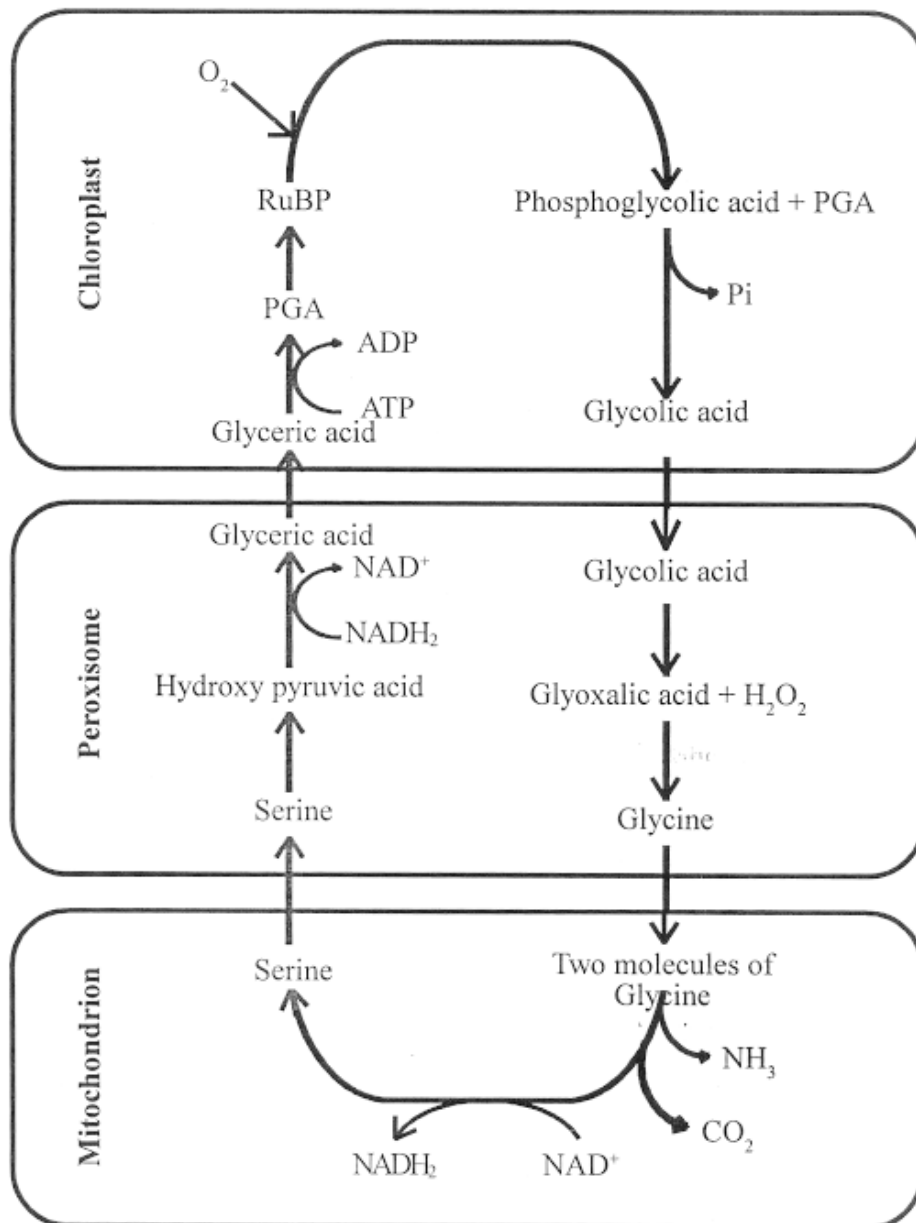 Chloroplast
O₂
RuBP
Phosphoglycolic acid + PGA
Pi
PGA
ADP
ATP
Glyceric acid
Glycolic acid
Peroxisome
Glyceric acid
NAD⁺
NADH₂
Glycolic acid
Hydroxy pyruvic acid
Glyoxalic acid + H₂O₂
Serine
Glycine
Mitochondrion
Serine
Two molecules of
Glycine
NH₃
CO₂
NADH₂
NAD⁺